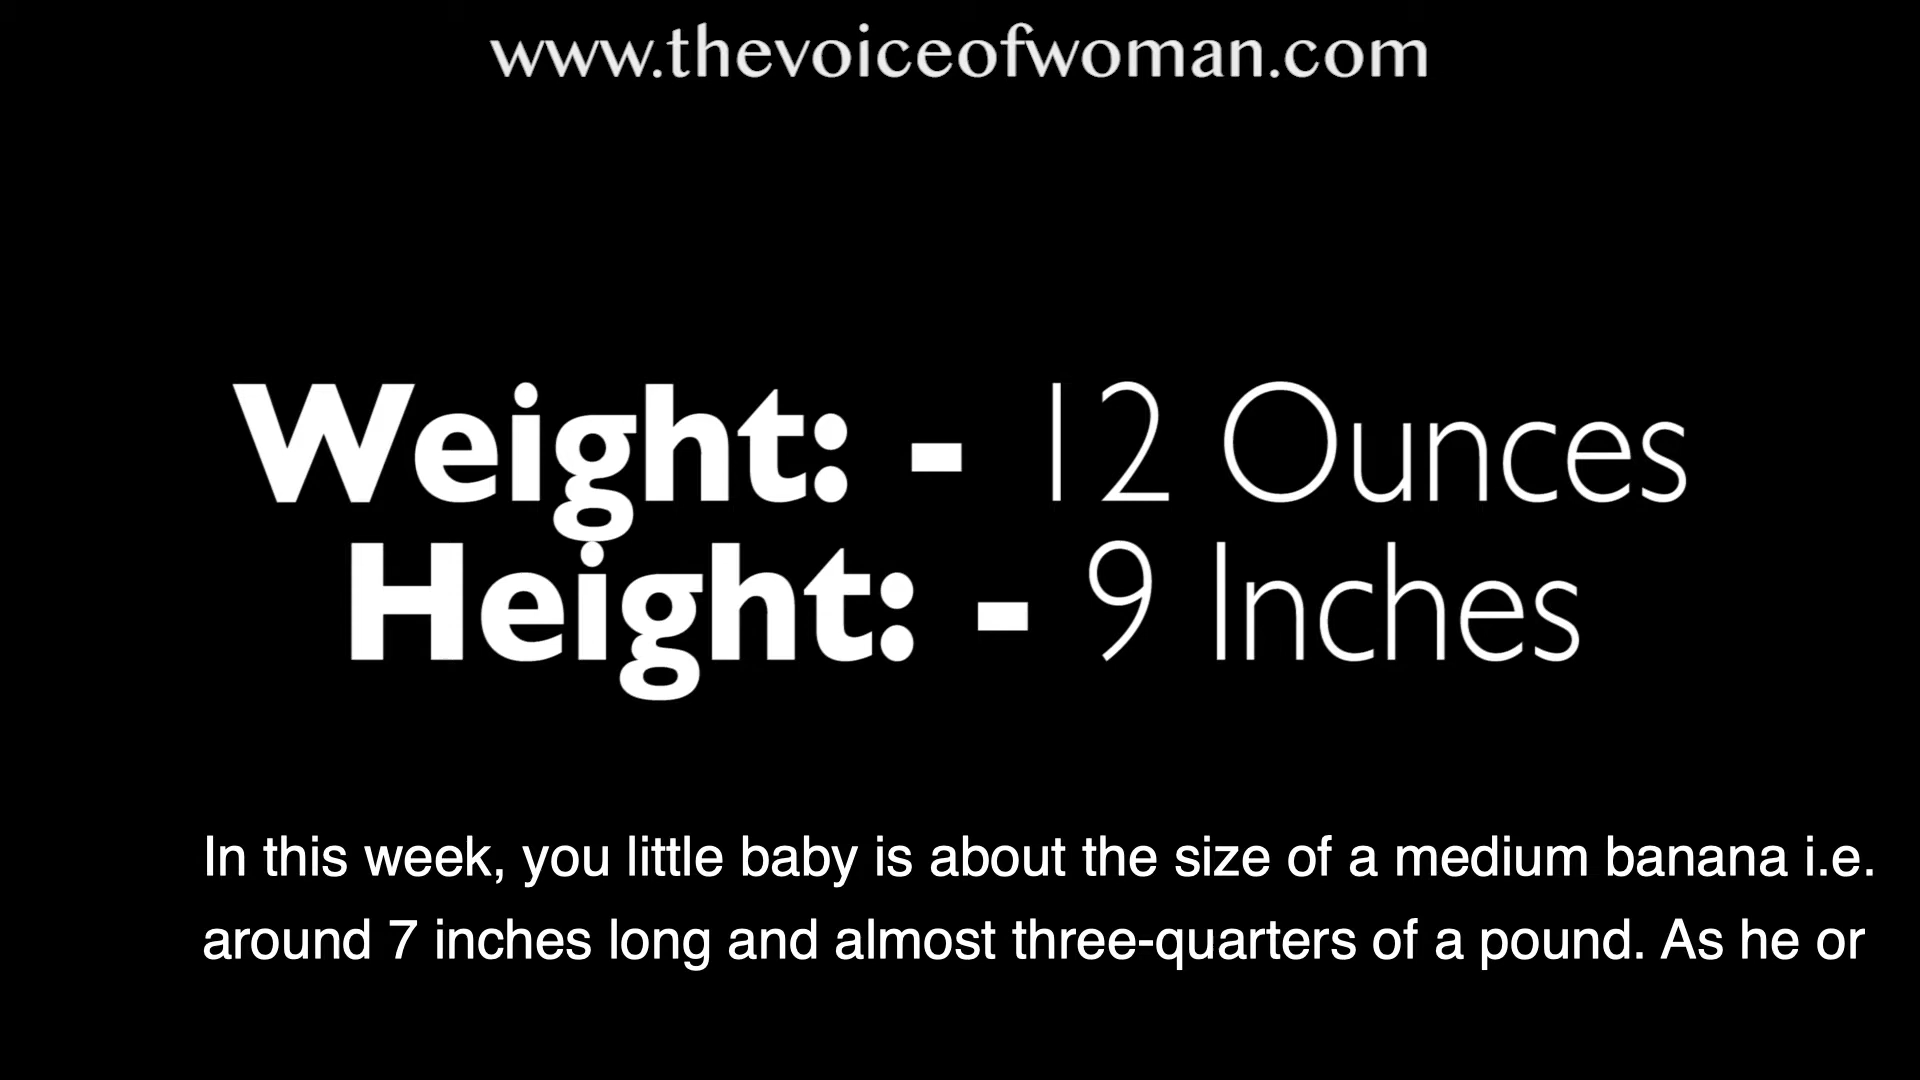 www.thevoiceofwoman.com
Weight: - 12 Ounces
Height: - 9 Inches
In this week, you little baby is about the size of a medium banana i.e.
around 7 inches long and almost three-quarters of a pound. As he or